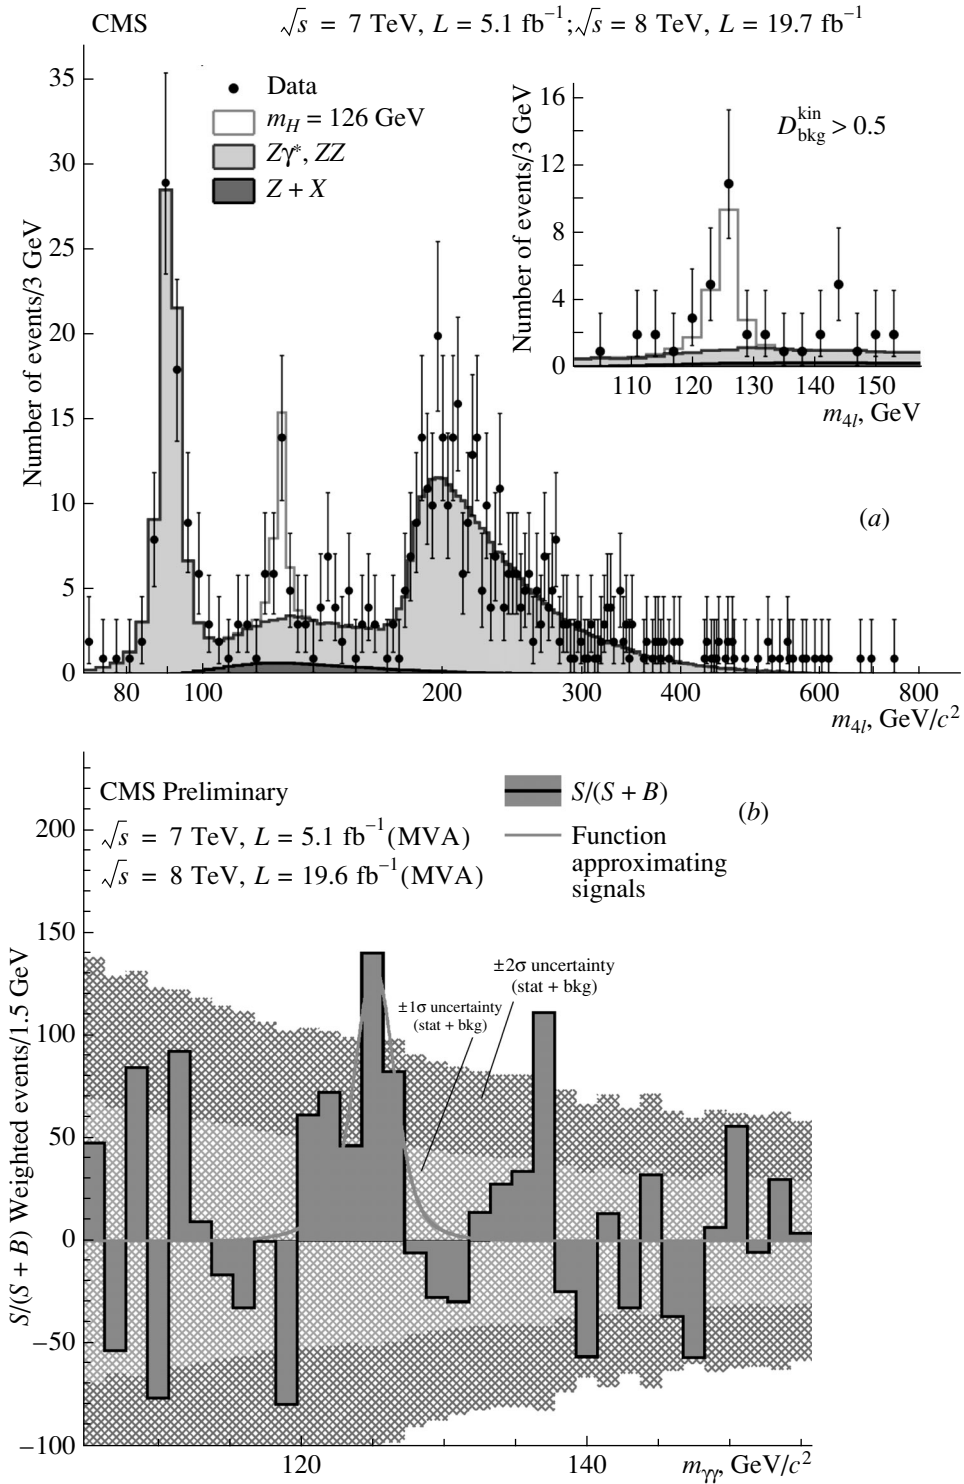 CMS
√s = 7 TeV, L = 5.1 fb⁻¹; √s = 8 TeV, L = 19.7 fb⁻¹
Number of events/3 GeV
35
30
25
20
15
10
5
0
Data
m_H = 126 GeV
Zγ*, ZZ
Z + X
Number of events/3 GeV
16
12
8
4
0
D^kin_bkg > 0.5
110 120 130 140 150
m_4l, GeV
(a)
80 100 200 300 400 500 600 800
m_4l, GeV/c²
CMS Preliminary
√s = 7 TeV, L = 5.1 fb⁻¹(MVA)
√s = 8 TeV, L = 19.6 fb⁻¹(MVA)
S/(S + B)
Function
approximating
signals
(b)
S/(S + B) Weighted events/1.5 GeV
200
150
100
50
0
−50
−100
±2σ uncertainty
(stat + bkg)
±1σ uncertainty
(stat + bkg)
120 140
m_γγ, GeV/c²